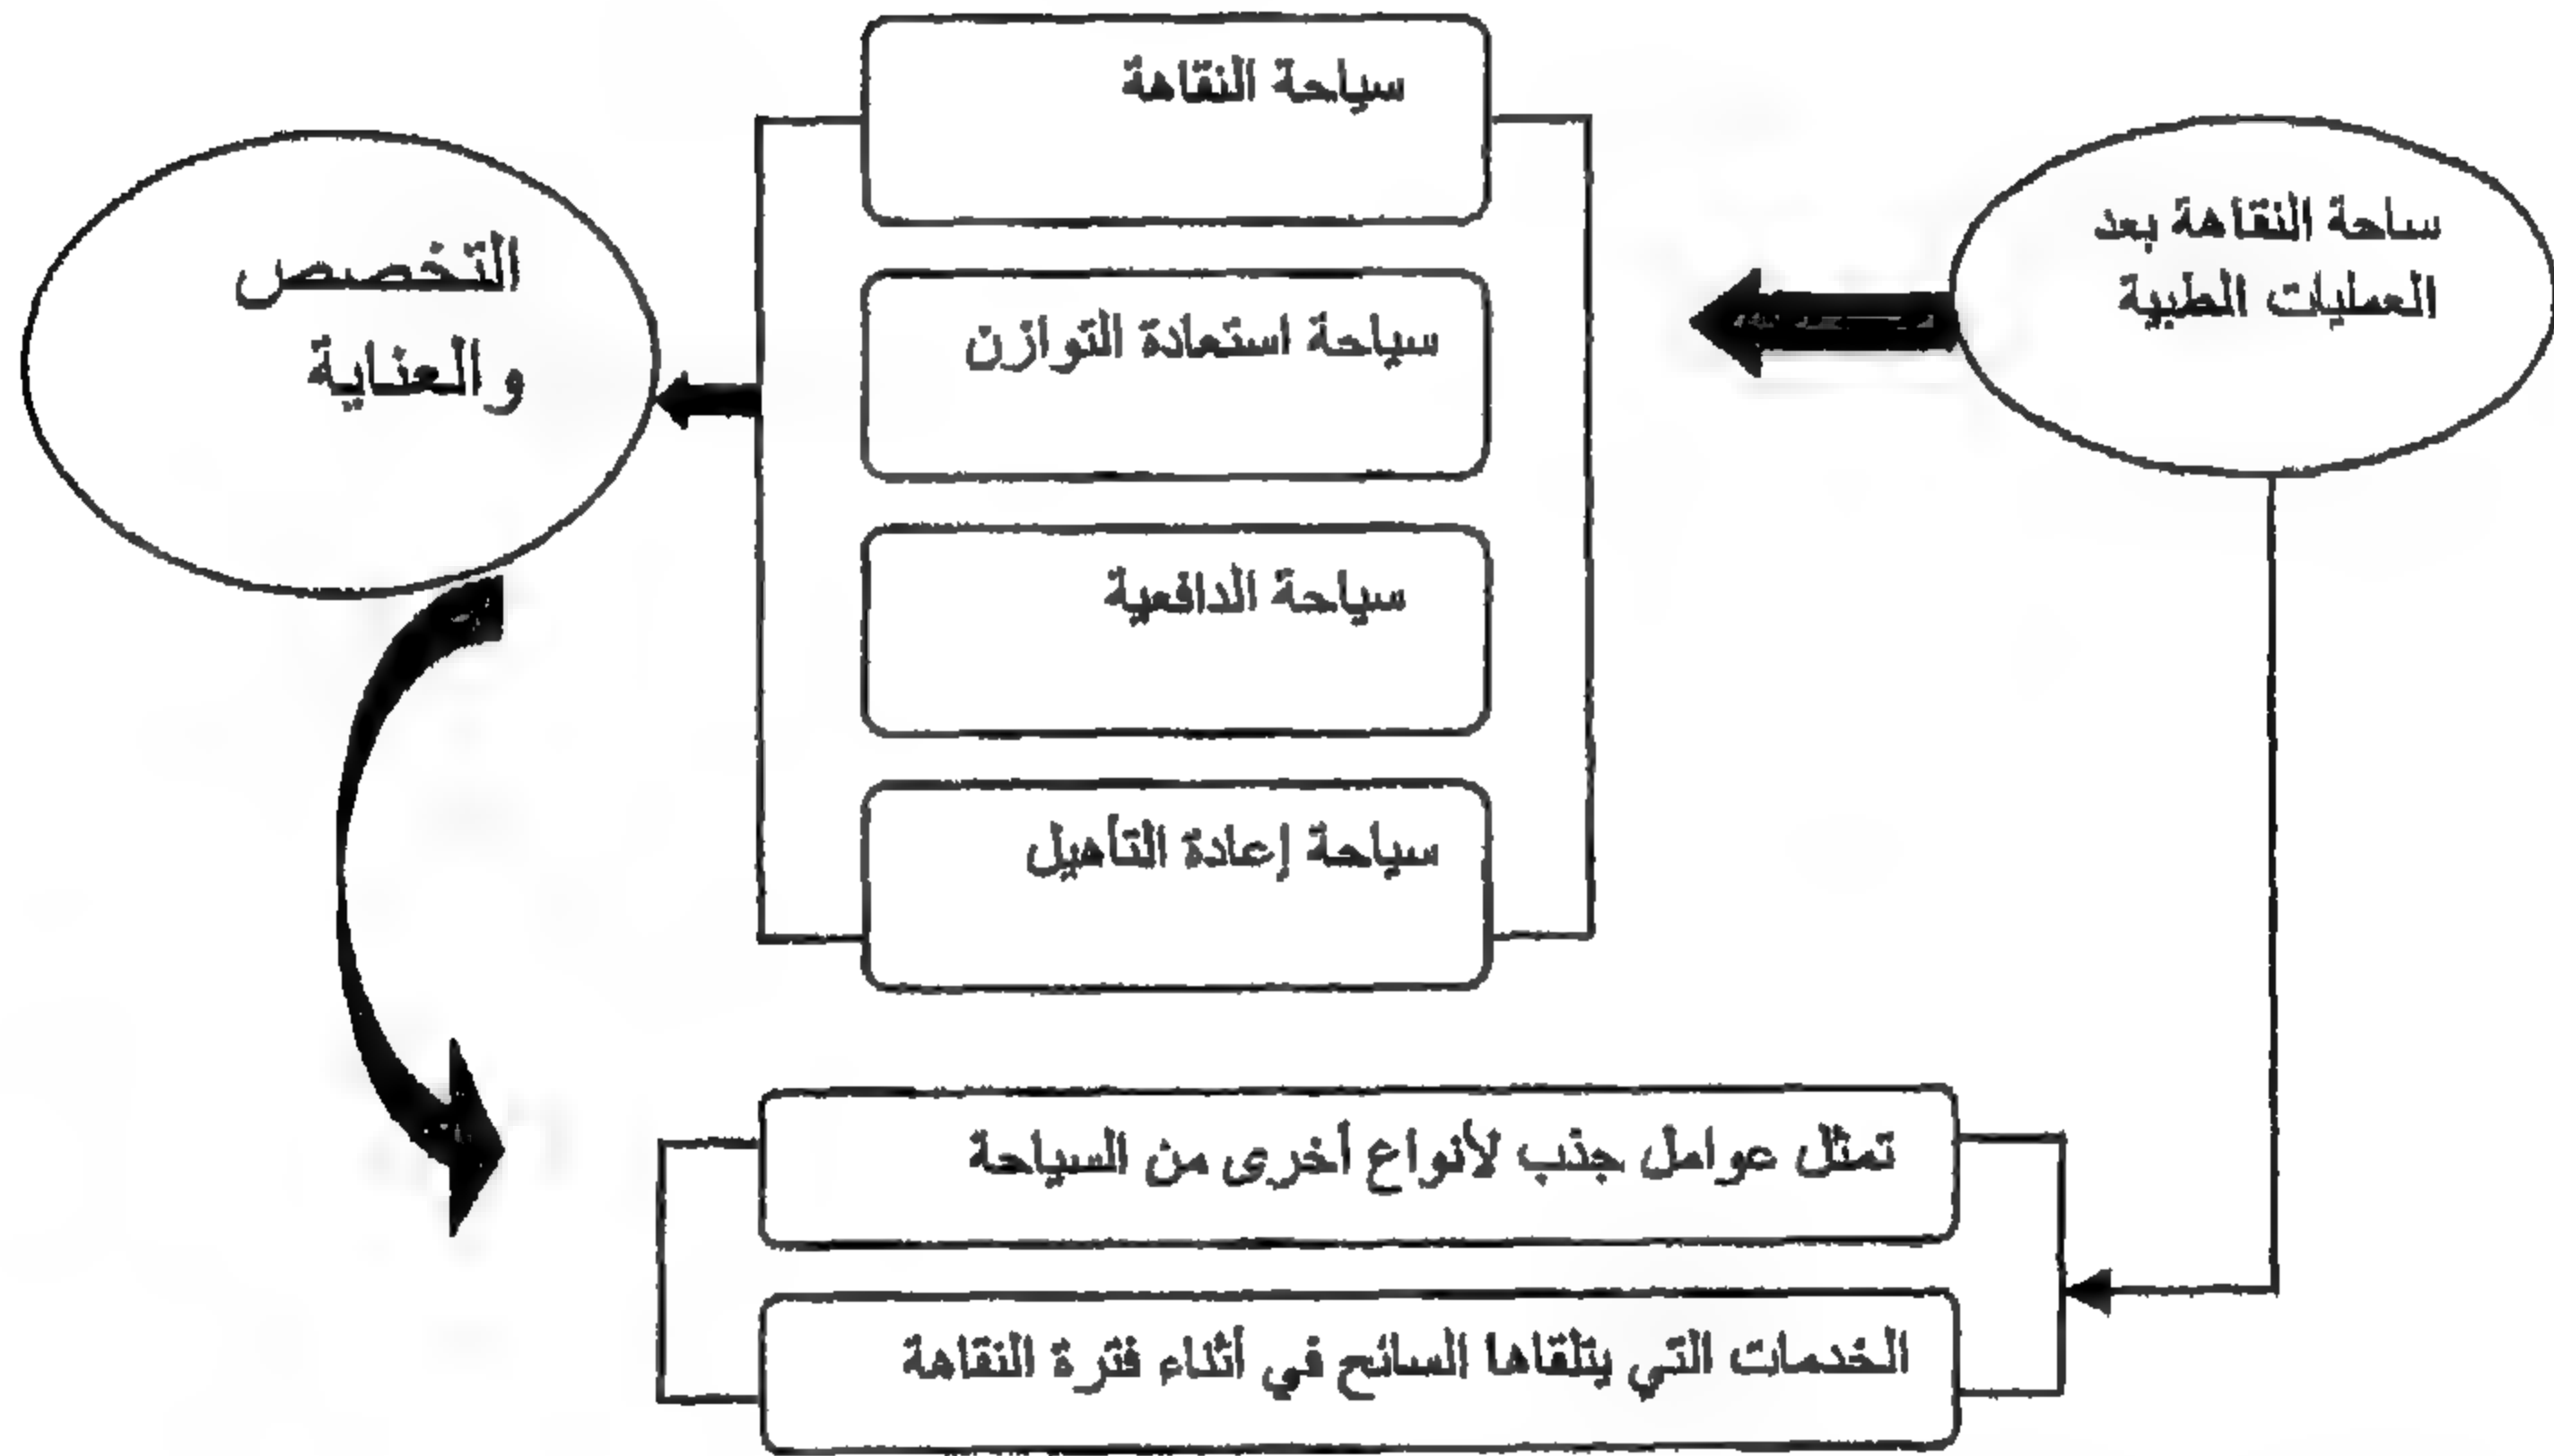 ساحة النقاهة بعد
العمليات الطبية
سياحة النقاهة
سياحة استعادة التوازن
سياحة الدافعية
سياحة إعادة التأهيل
التخصص
والعناية
تمثل عوامل جذب لأنواع أخرى من السياحة
الخدمات التي يتلقاها السائح في أثناء فترة النقاهة